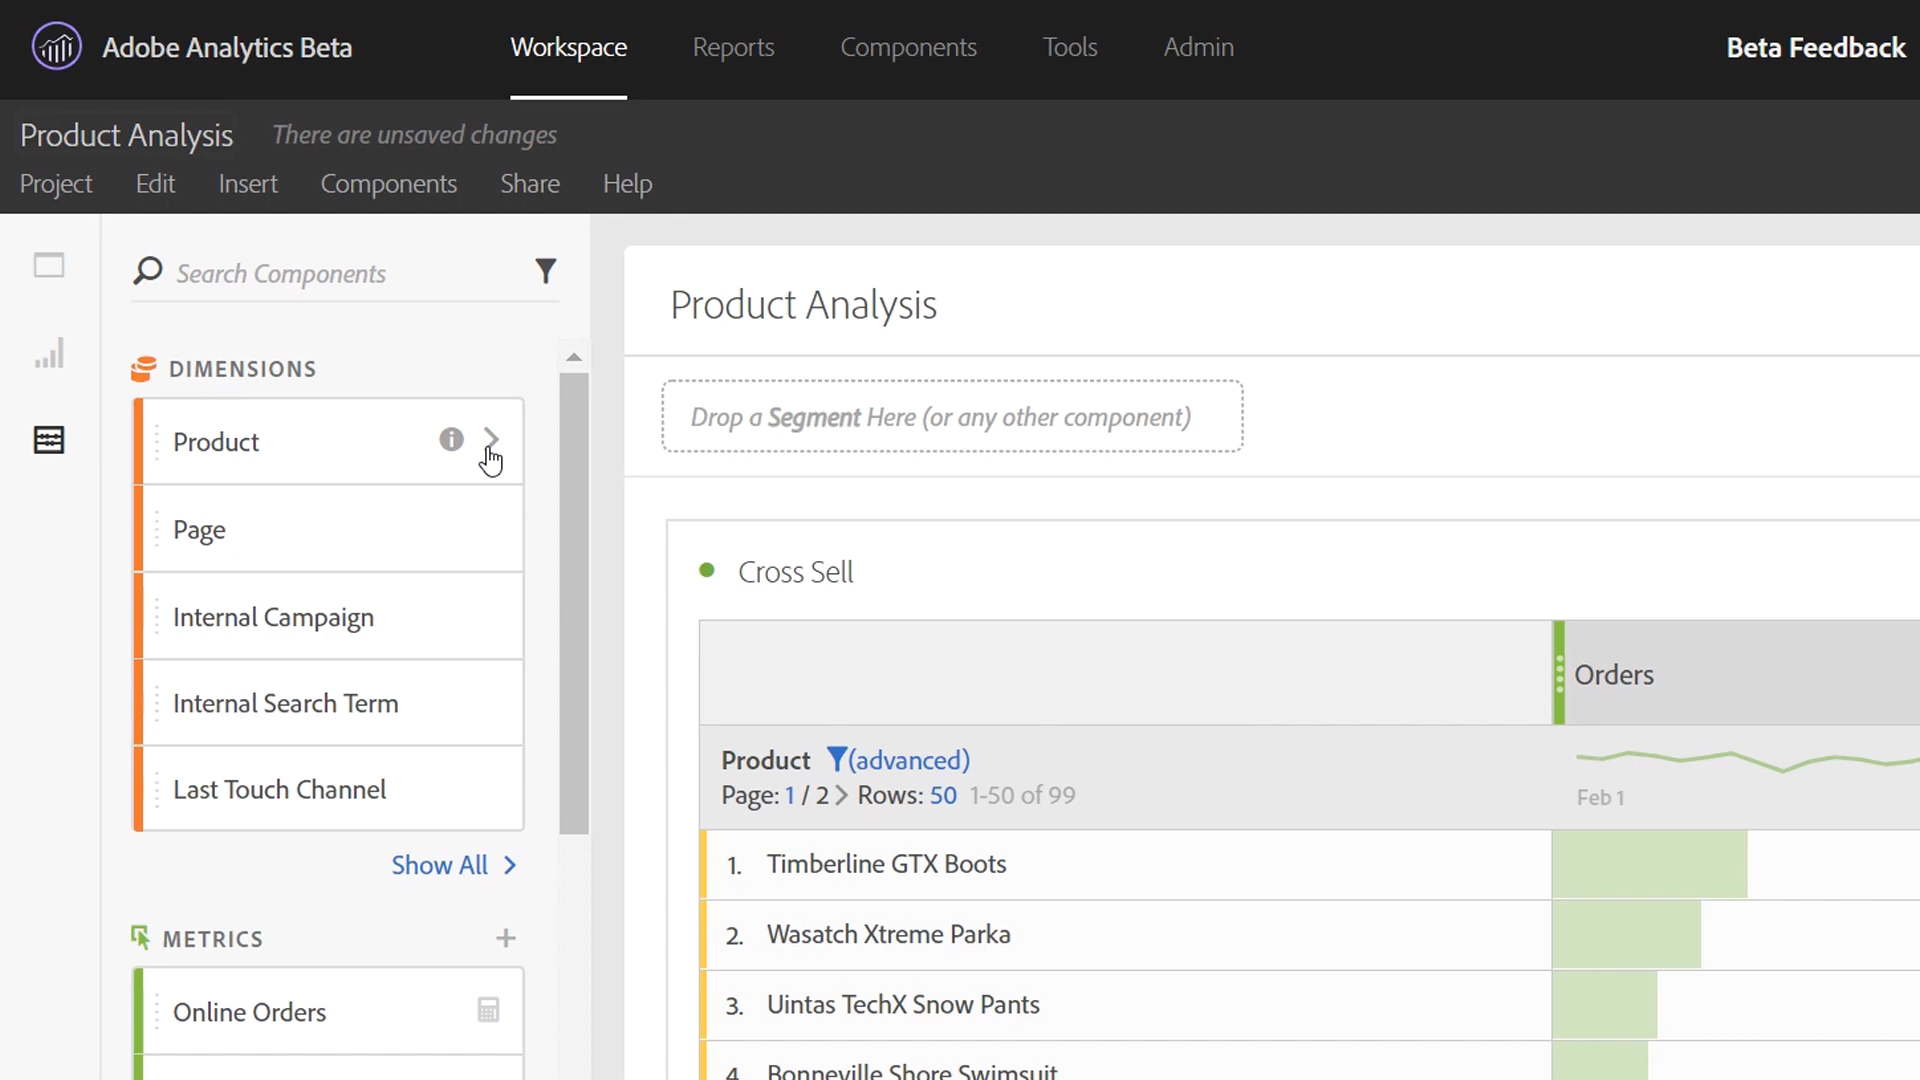 Adobe Analytics Beta
Workspace
Reports
Components
Tools
Admin
Beta Feedback
Product Analysis
There are unsaved changes
Project
Edit
Insert
Components
Share
Help
Search Components
DIMENSIONS
Product
Page
Internal Campaign
Internal Search Term
Last Touch Channel
Show All
METRICS
Online Orders
Product Analysis
Drop a Segment Here (or any other component)
Cross Sell
Orders
Product (advanced)
Page: 1 / 2 > Rows: 50 1-50 of 99
Feb 1
1. Timberline GTX Boots
2. Wasatch Xtreme Parka
3. Uintas TechX Snow Pants
4. Bonneville Shore Swimsuit